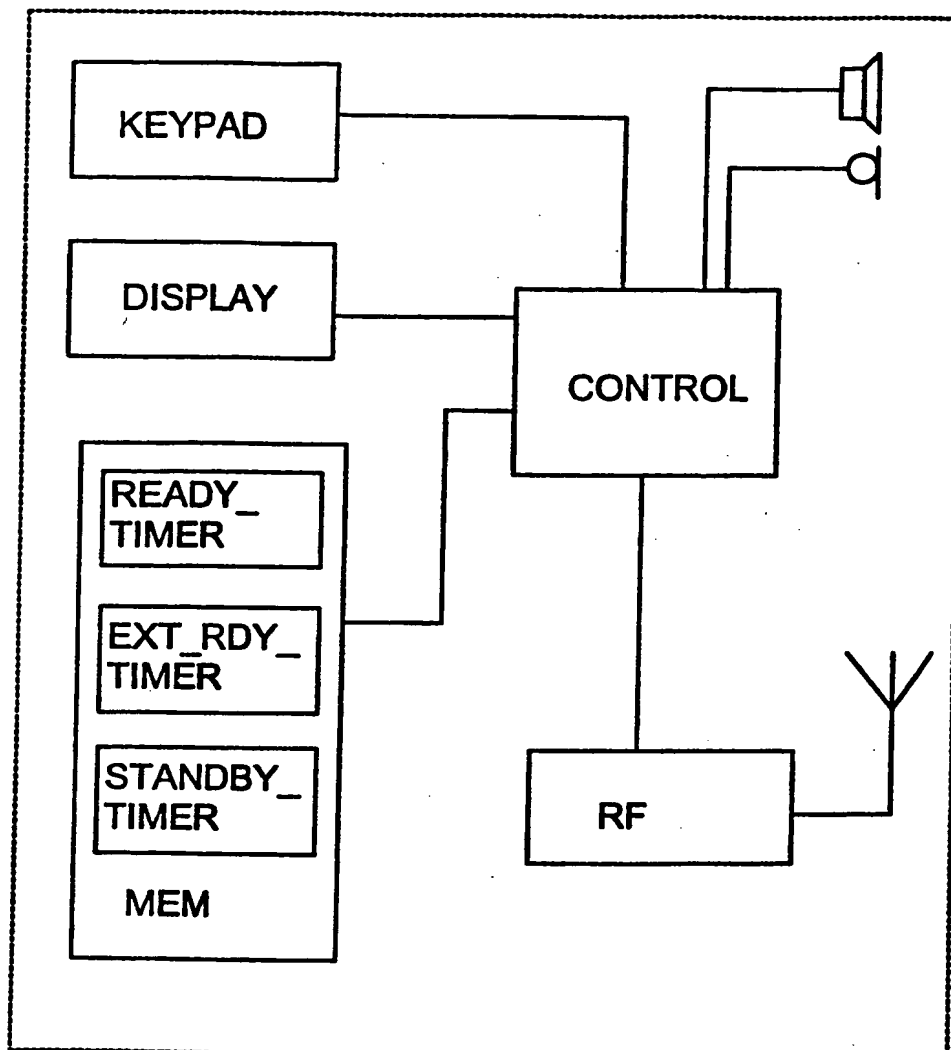 KEYPAD
DISPLAY
CONTROL
READY_
TIMER
EXT_RDY_
TIMER
STANDBY_
TIMER
MEM
RF